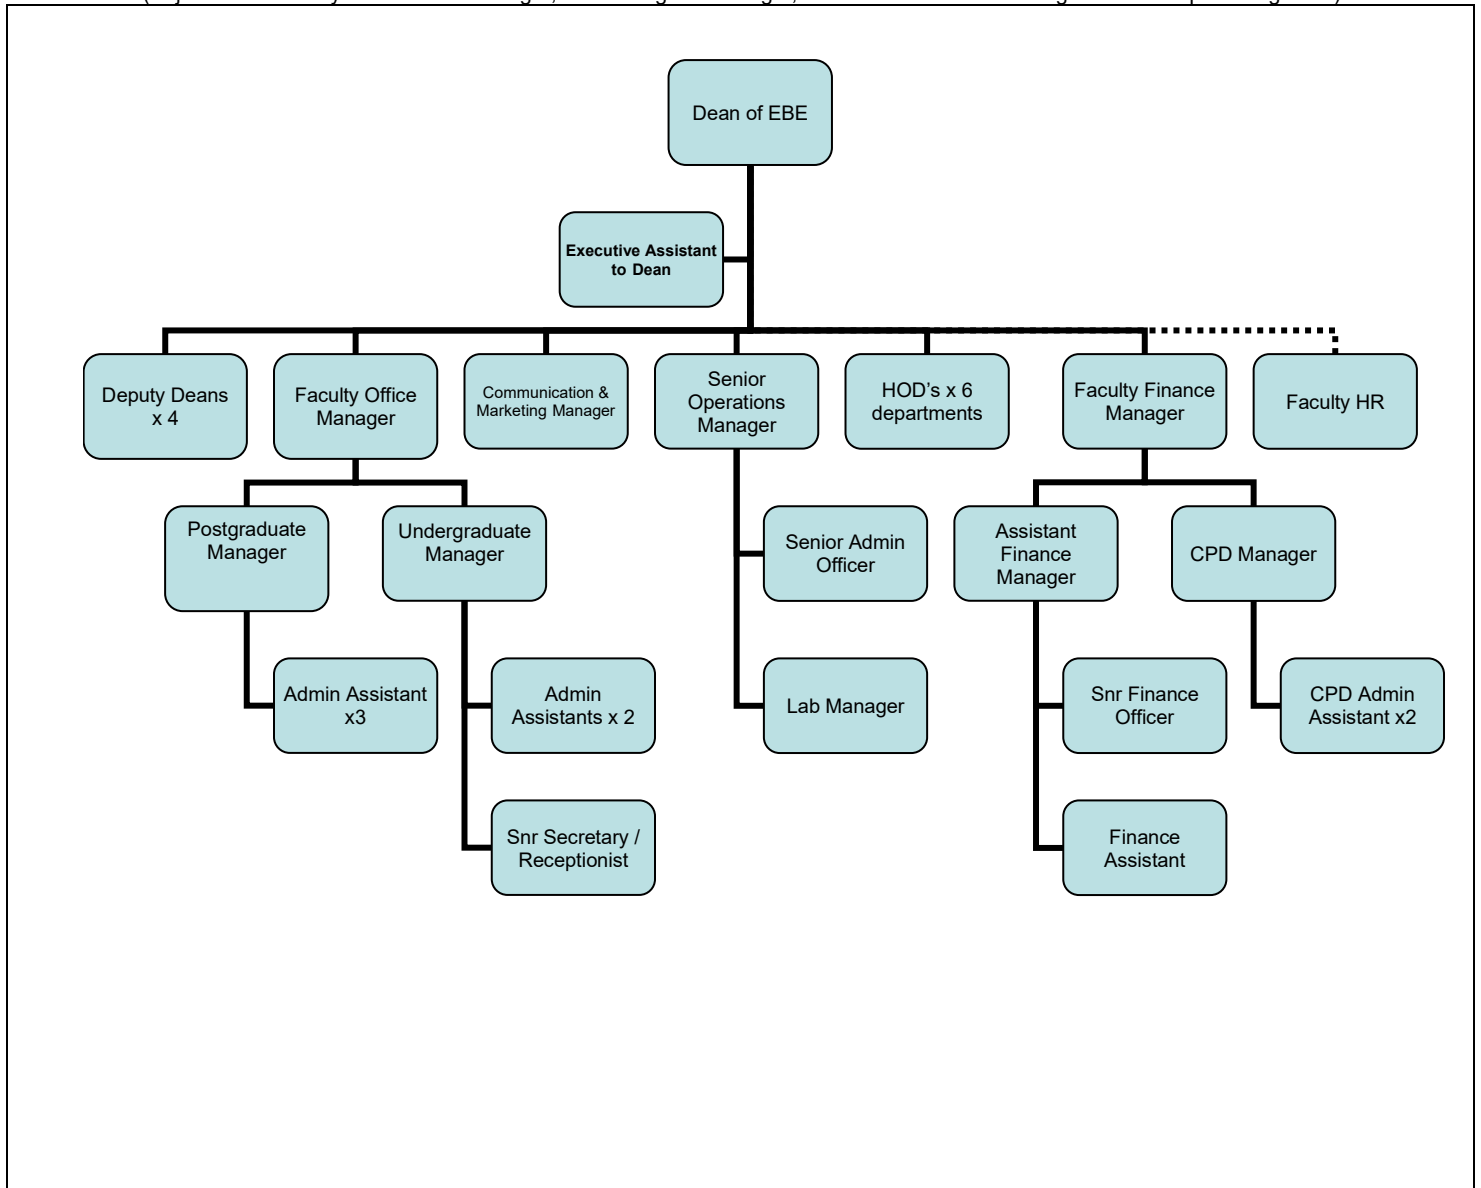 Dean of EBE
Executive Assistant
to Dean
Deputy Deans
x 4
Faculty Office
Manager
Communication &
Marketing Manager
Senior
Operations
Manager
HOD's x 6
departments
Faculty Finance
Manager
Faculty HR
Postgraduate
Manager
Undergraduate
Manager
Senior Admin
Officer
Assistant
Finance
Manager
CPD Manager
Admin Assistant
x3
Admin
Assistants x 2
Lab Manager
Snr Finance
Officer
CPD Admin
Assistant x2
Snr Secretary /
Receptionist
Finance
Assistant